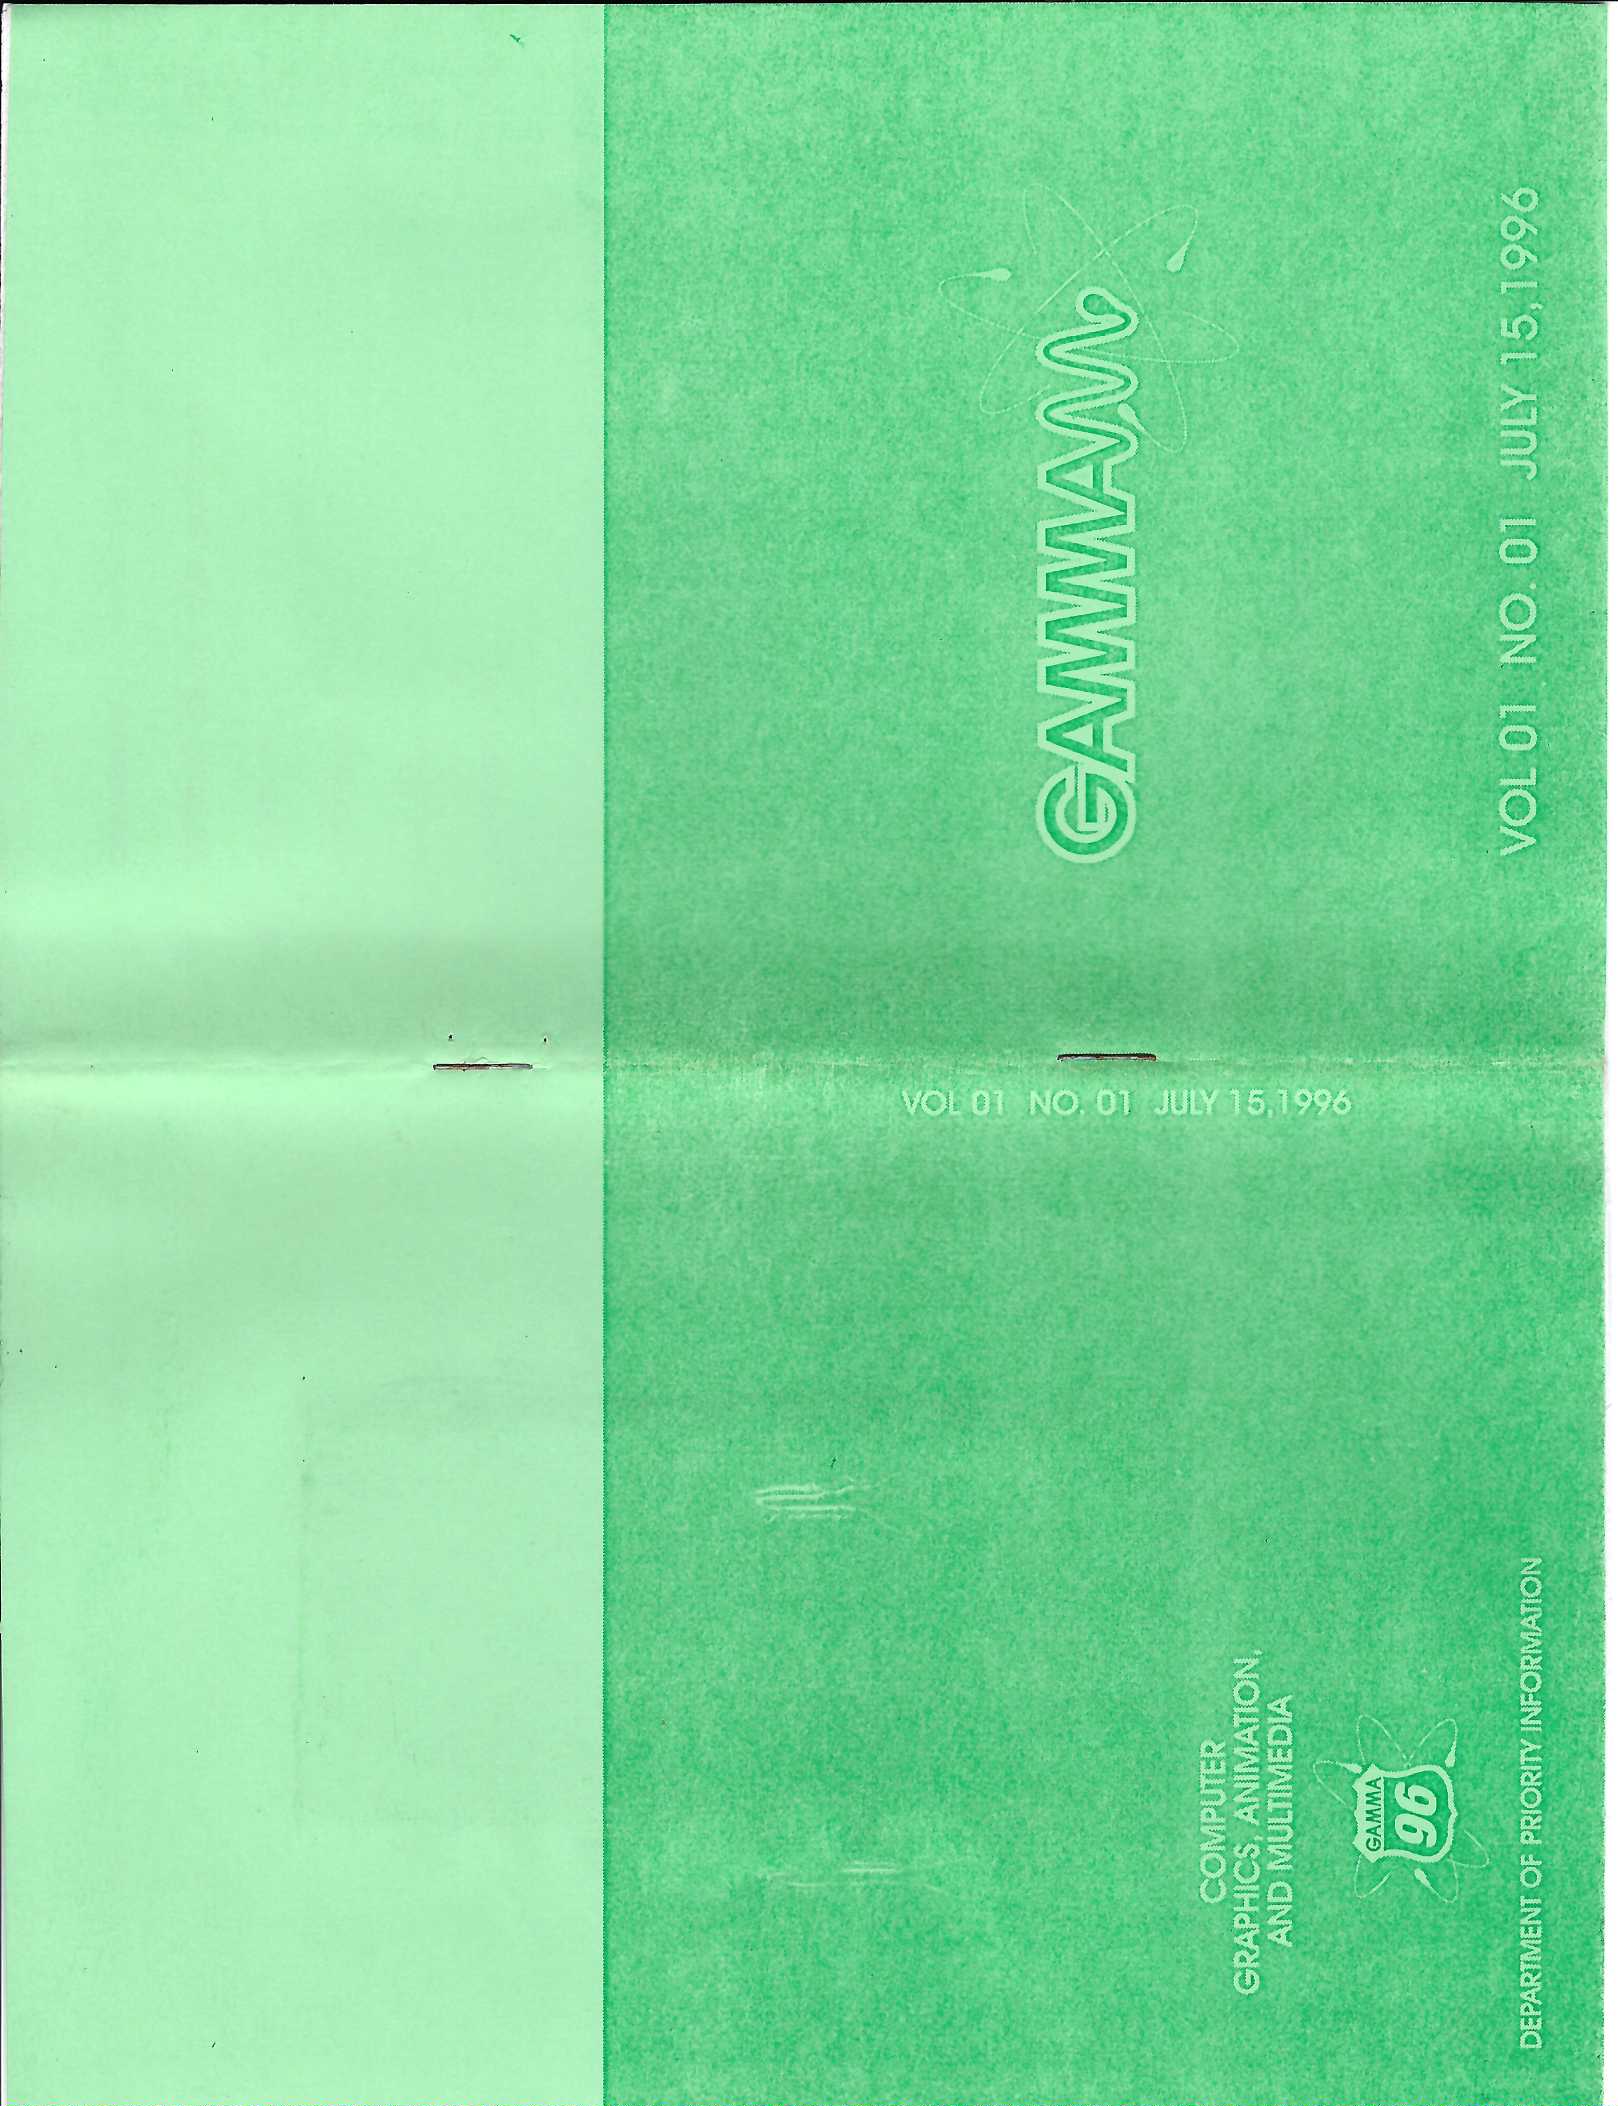 COMPUTER
GRAPHICS, ANIMATION,
AND MULTIMEDIA
GAMMA
96
DEPARTMENT OF PRIORITY INFORMATION
VOL 01 NO. 01 JULY 15,1996
GAMMA
VOL 01 NO. 01 JULY 15,1996